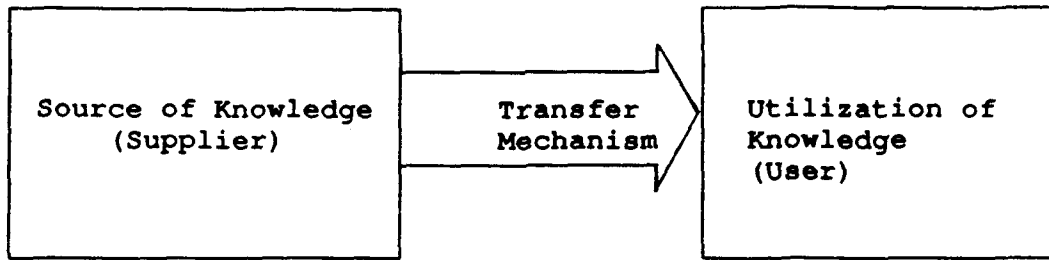 Source of Knowledge
(Supplier)
Transfer
Mechanism
Utilization of
Knowledge
(User)